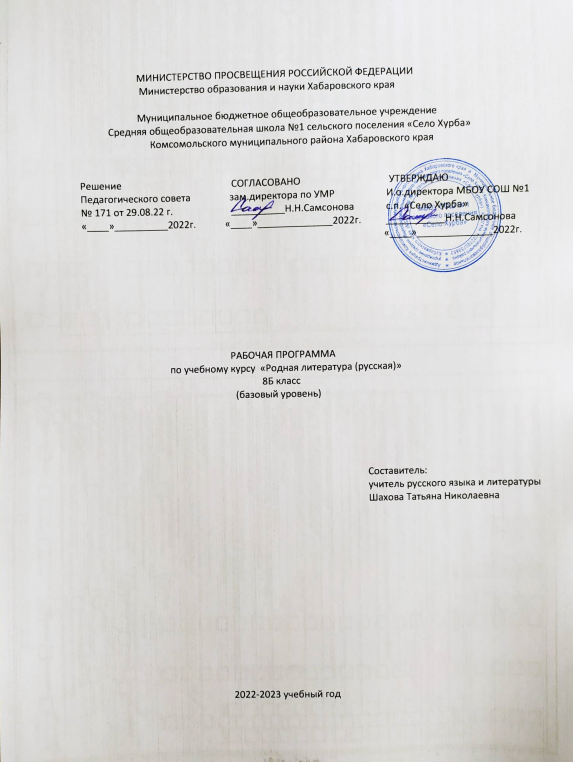 МИНИСТЕРСТВО ПРОСВЕЩЕНИЯ РОССИЙСКОЙ ФЕДЕРАЦИИ
Министерство образования и науки Хабаровского края
Муниципальное бюджетное общеобразовательное учреждение
Средняя общеобразовательная школа №1 сельского поселения «Село Хурба»
Комсомольского муниципального района Хабаровского края
Решение
Педагогического совета
№ 171 от 29.08.22 г.
«____»___________2022г.
СОГЛАСОВАНО
зам.директора по УМР
__________Н.Н.Самсонова
«____»_______________2022г.
УТВЕРЖДАЮ
И.о.директора МБОУ СОШ №1
с.п. «Село Хурба»
__________Н.Н.Самсонова
«____»_______________2022г.
РАБОЧАЯ ПРОГРАММА
по учебному курсу «Родная литература (русская)»
8Б класс
(базовый уровень)
Составитель:
учитель русского языка и литературы
Шахова Татьяна Николаевна
2022-2023 учебный год